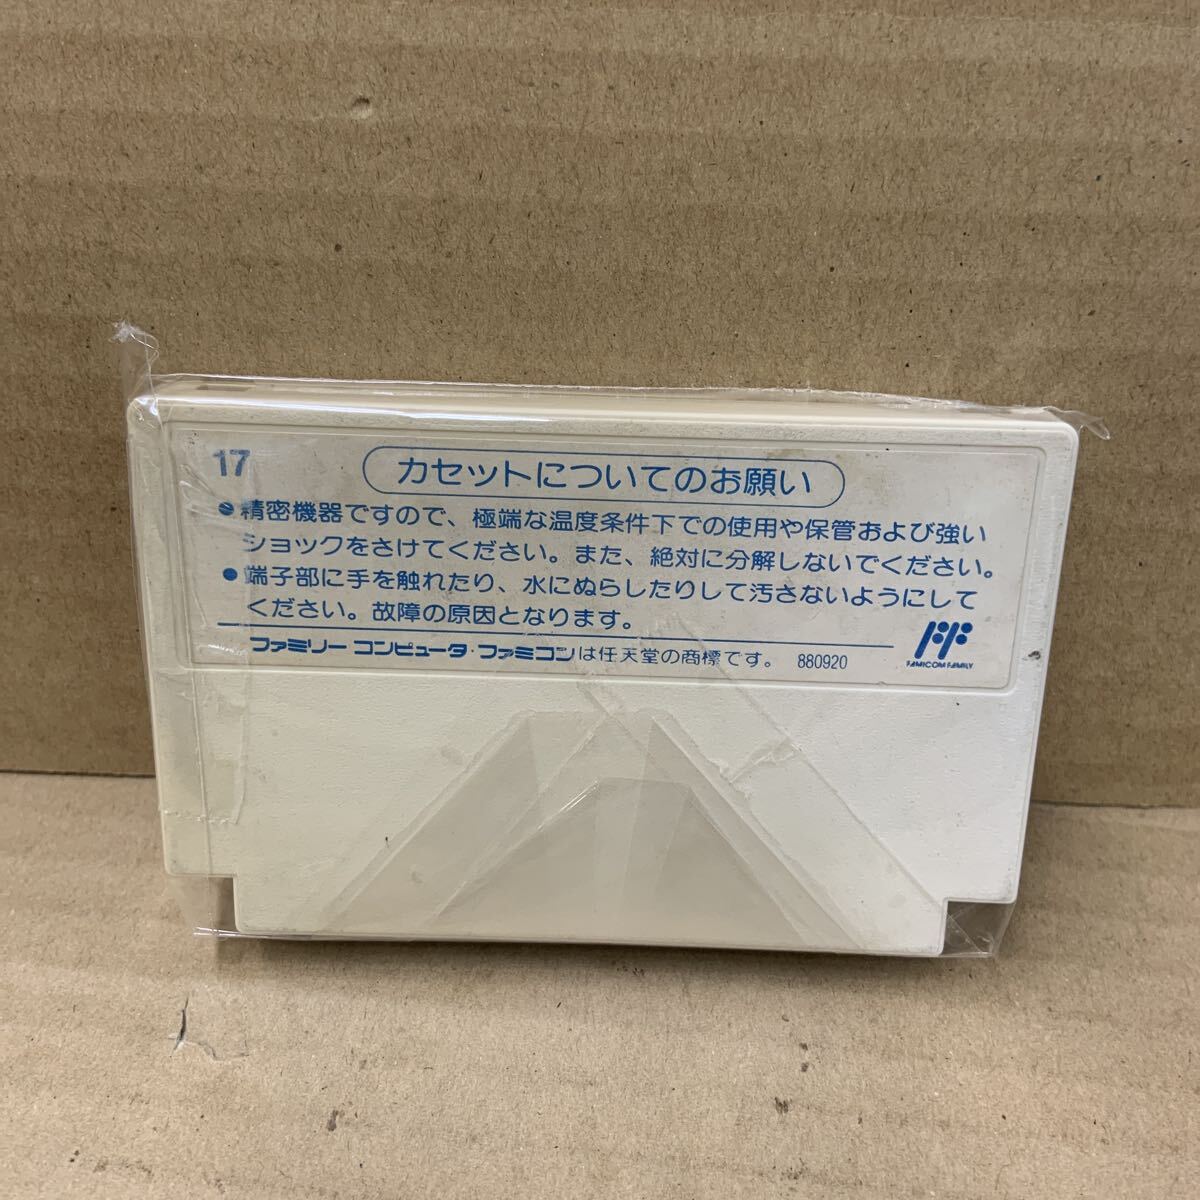 17
カセットについてのお願い
●精密機器ですので、極端な温度条件下での使用や保管および強い
ショックをさけてください。また、絶対に分解しないでください。
●端子部に手を触れたり、水にぬらしたりして汚さないようにして
ください。故障の原因となります。
ファミリーコンピュータ・ファミコンは任天堂の商標です。 880920
FAMICOM FAMILY